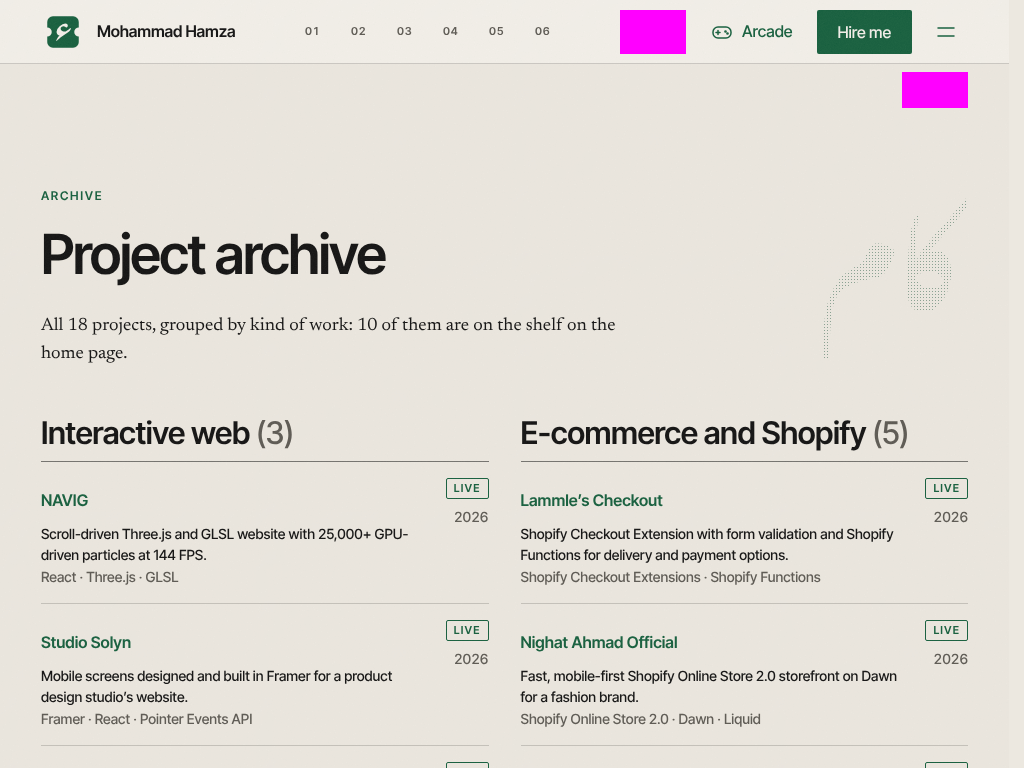 Mohammad Hamza
01 02 03 04 05 06
Arcade
Hire me
ARCHIVE
Project archive
All 18 projects, grouped by kind of work: 10 of them are on the shelf on the
home page.
Interactive web (3)
NAVIG
LIVE
2026
Scroll-driven Three.js and GLSL website with 25,000+ GPU-
driven particles at 144 FPS.
React · Three.js · GLSL
Studio Solyn
LIVE
2026
Mobile screens designed and built in Framer for a product
design studio’s website.
Framer · React · Pointer Events API
E-commerce and Shopify (5)
Lammle’s Checkout
LIVE
2026
Shopify Checkout Extension with form validation and Shopify
Functions for delivery and payment options.
Shopify Checkout Extensions · Shopify Functions
Nighat Ahmad Official
LIVE
2026
Fast, mobile-first Shopify Online Store 2.0 storefront on Dawn
for a fashion brand.
Shopify Online Store 2.0 · Dawn · Liquid